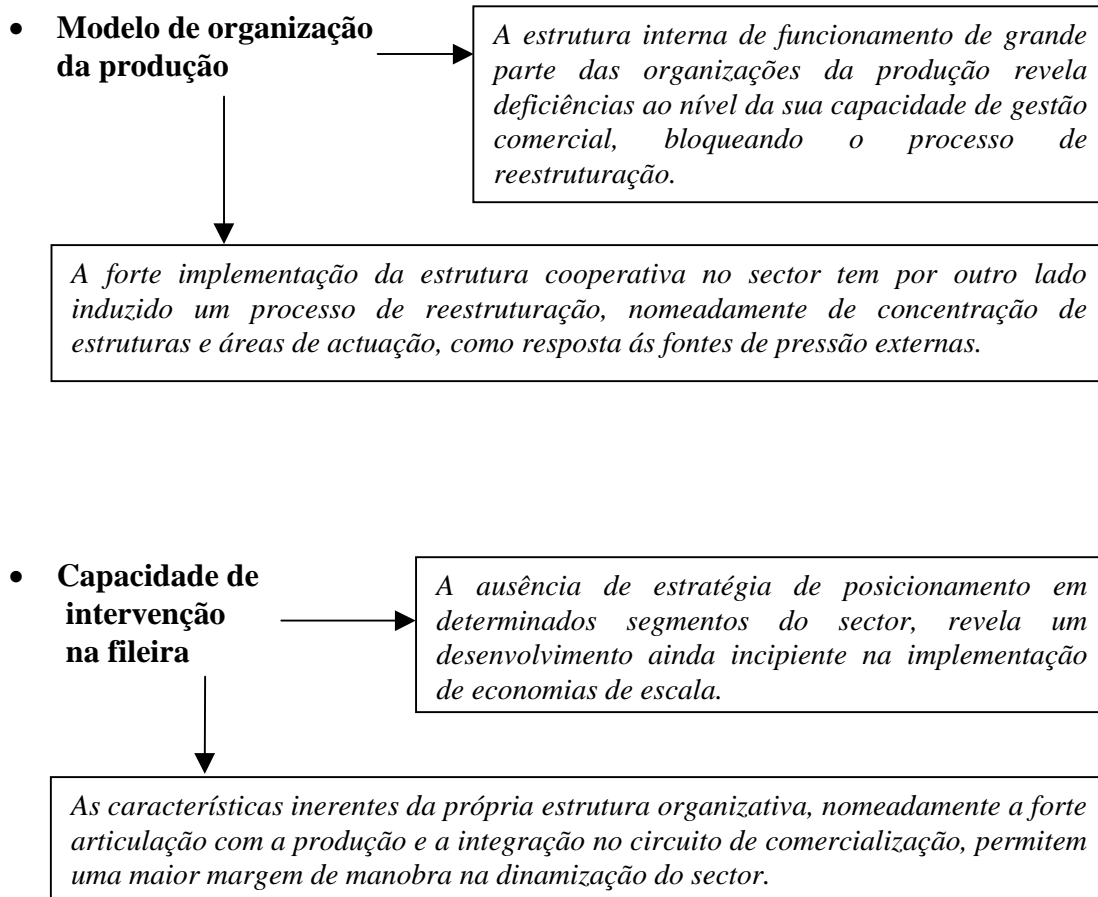 • Modelo de organização
da produção
A estrutura interna de funcionamento de grande
parte das organizações da produção revela
deficiências ao nível da sua capacidade de gestão
comercial, bloqueando o processo de
reestruturação.
A forte implementação da estrutura cooperativa no sector tem por outro lado
induzido um processo de reestruturação, nomeadamente de concentração de
estruturas e áreas de actuação, como resposta ás fontes de pressão externas.
• Capacidade de
intervenção
na fileira
A ausência de estratégia de posicionamento em
determinados segmentos do sector, revela um
desenvolvimento ainda incipiente na implementação
de economias de escala.
As características inerentes da própria estrutura organizativa, nomeadamente a forte
articulação com a produção e a integração no circuito de comercialização, permitem
uma maior margem de manobra na dinamização do sector.